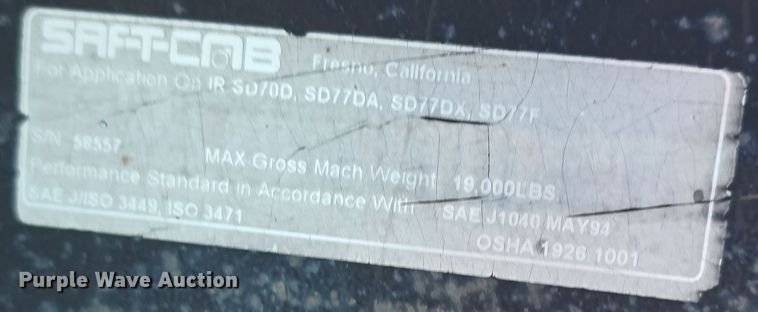 SAF-T-CAB
Fresno, California
For Application On IR SD70D, SD77DA, SD77DX, SD77F
S/N 58557
MAX Gross Mach Weight 19,000LBS
Performance Standard in Accordance With SAE J1040 MAY94
SAE J/ISO 3449, ISO 3471
OSHA 1926 1001
Purple Wave Auction